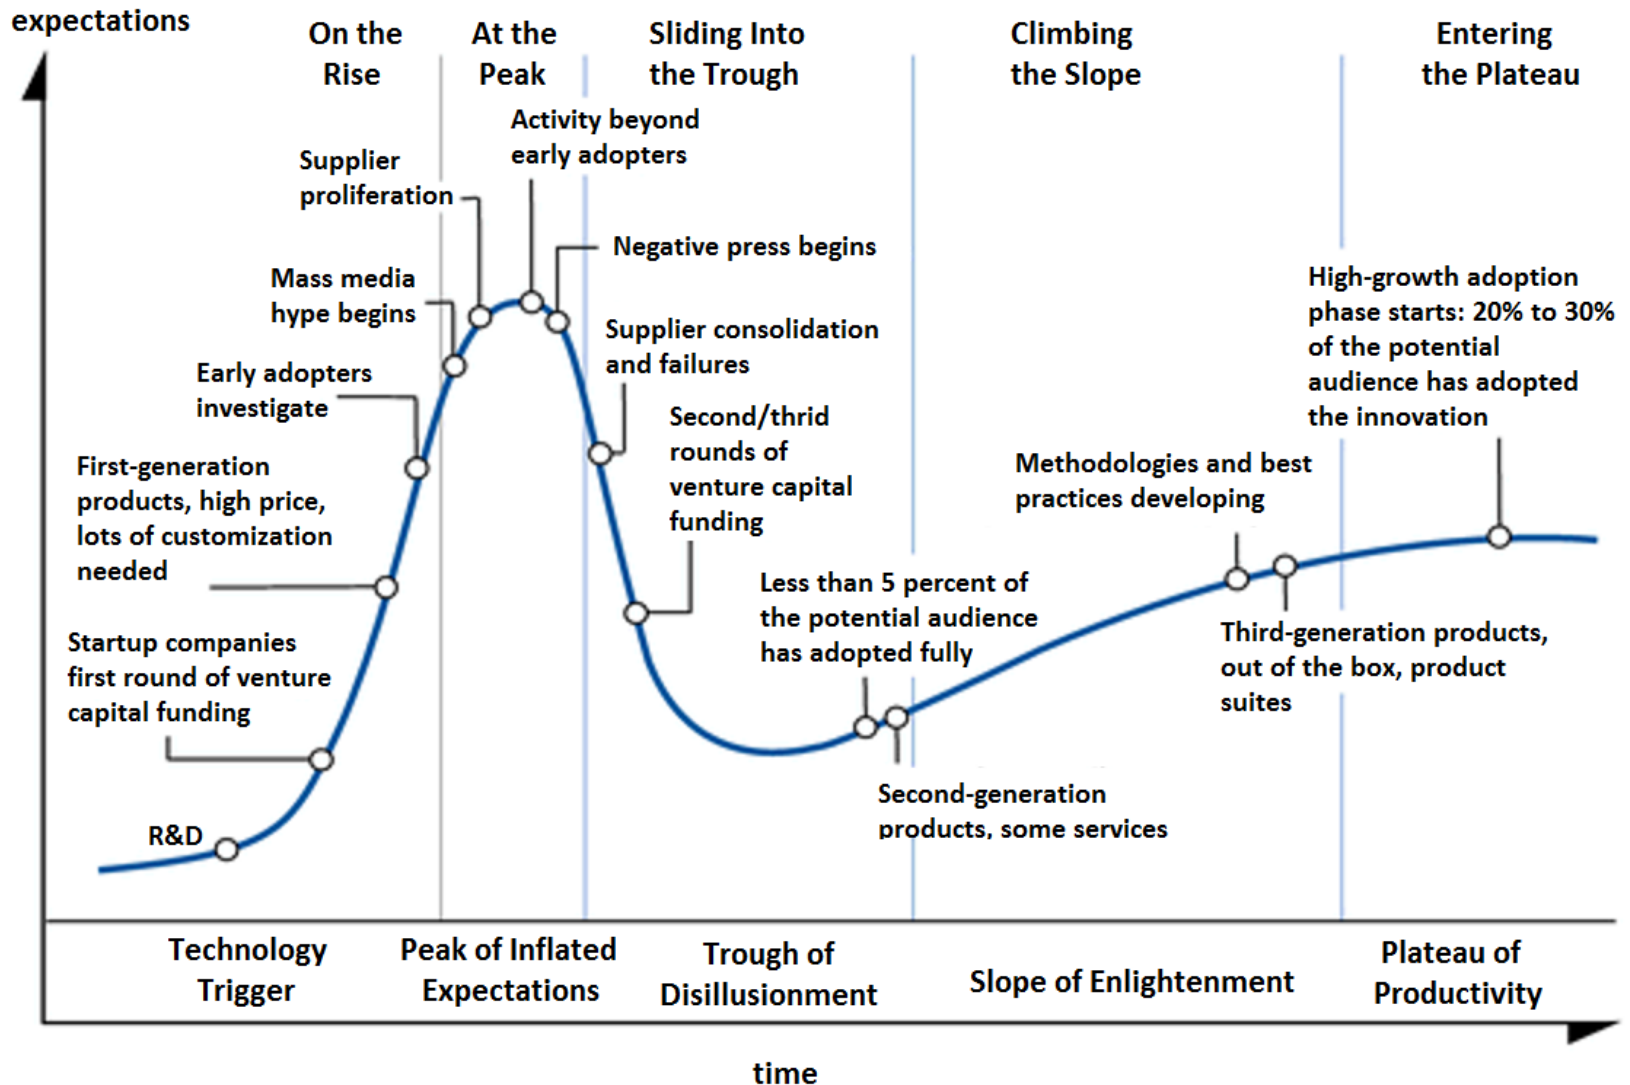 expectations
On the
Rise
At the
Peak
Sliding Into
the Trough
Climbing
the Slope
Entering
the Plateau
Activity beyond
early adopters
Supplier
proliferation
Negative press begins
Mass media
hype begins
Supplier consolidation
and failures
Early adopters
investigate
Second/thrid
rounds of
venture capital
funding
First-generation
products, high price,
lots of customization
needed
Startup companies
first round of venture
capital funding
R&D
Less than 5 percent of
the potential audience
has adopted fully
Second-generation
products, some services
Methodologies and best
practices developing
Third-generation products,
out of the box, product
suites
High-growth adoption
phase starts: 20% to 30%
of the potential
audience has adopted
the innovation
Technology
Trigger
Peak of Inflated
Expectations
Trough of
Disillusionment
Slope of Enlightenment
Plateau of
Productivity
time